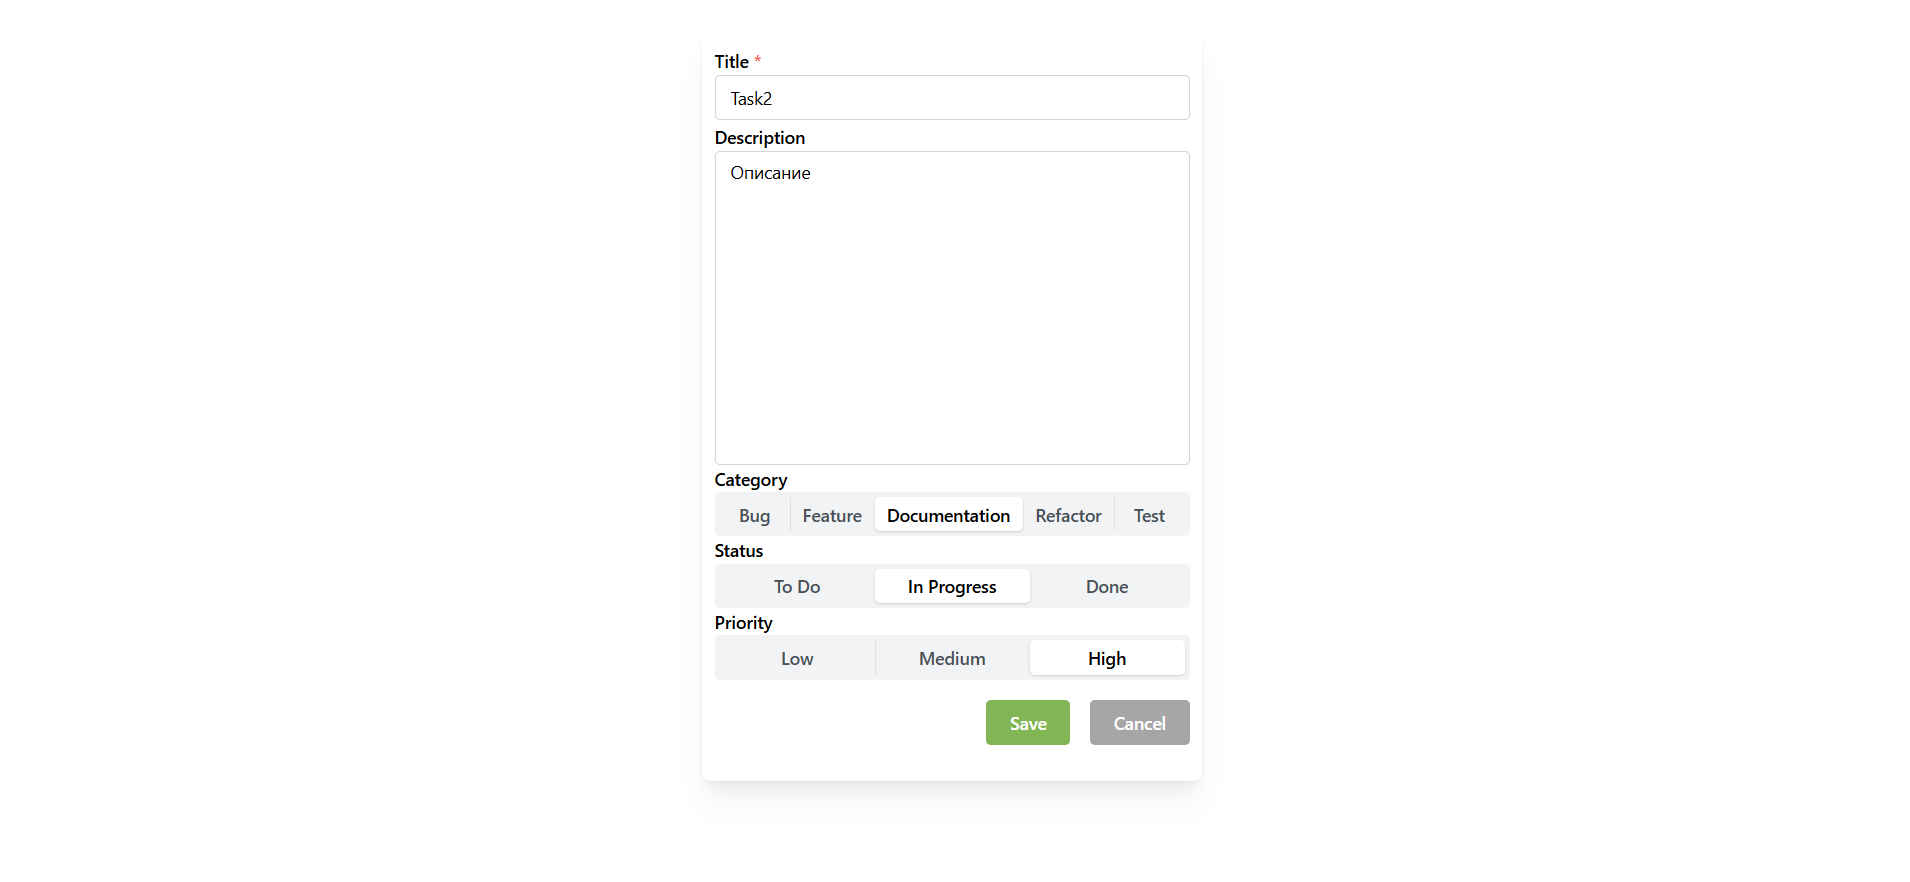 Title *
Task2
Description
Описание
Category
Bug Feature Documentation Refactor Test
Status
To Do In Progress Done
Priority
Low Medium High
Save Cancel